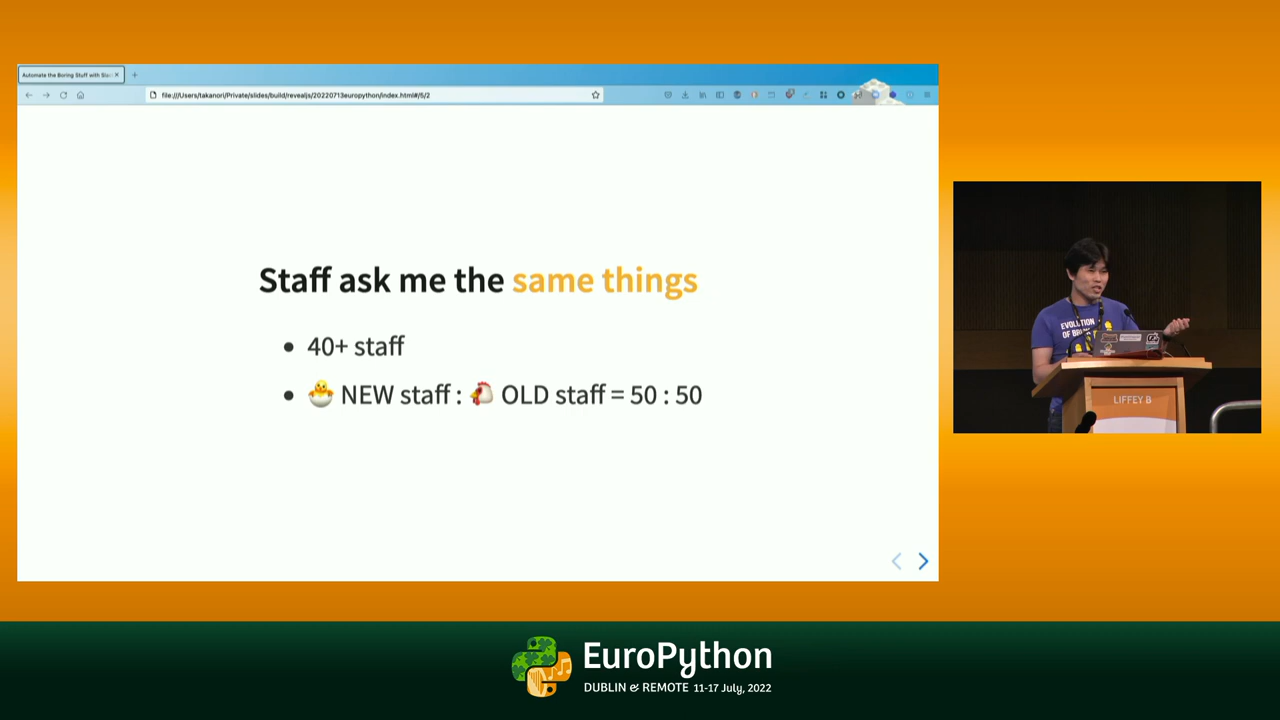 Automate the Boring Stuff with Slac
file:///Users/takanori/Private/slides/build/revealjs/20220713europython/index.html#/5/2
Staff ask me the same things
40+ staff
NEW staff : OLD staff = 50 : 50
EVOLUTION
LIFFEY B
EuroPython
DUBLIN & REMOTE 11-17 July, 2022